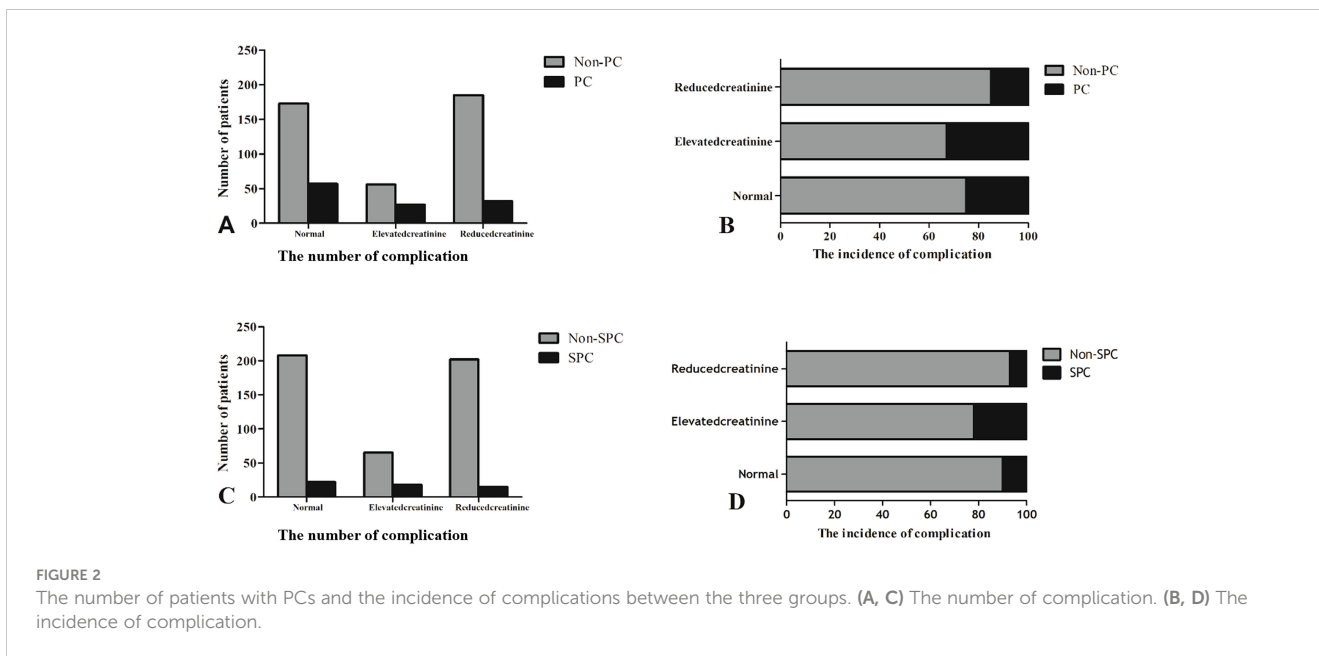 250
200
150
100
50
0
Number of patients
Non-PC
PC
Normal
Elevatedcreatinine
Reducedcreatinine
The number of complication
A
Non-PC
PC
Reducedcreatinine
Elevatedcreatinine
Normal
0 20 40 60 80 100
The incidence of complication
B
250
200
150
100
50
0
Number of patients
Non-SPC
SPC
Normal
Elevatedcreatinine
Reducedcreatinine
The number of complication
C
Non-SPC
SPC
Reducedcreatinine
Elevatedcreatinine
Normal
0 20 40 60 80 100
The incidence of complication
D
FIGURE 2
The number of patients with PCs and the incidence of complications between the three groups. (A, C) The number of complication. (B, D) The
incidence of complication.